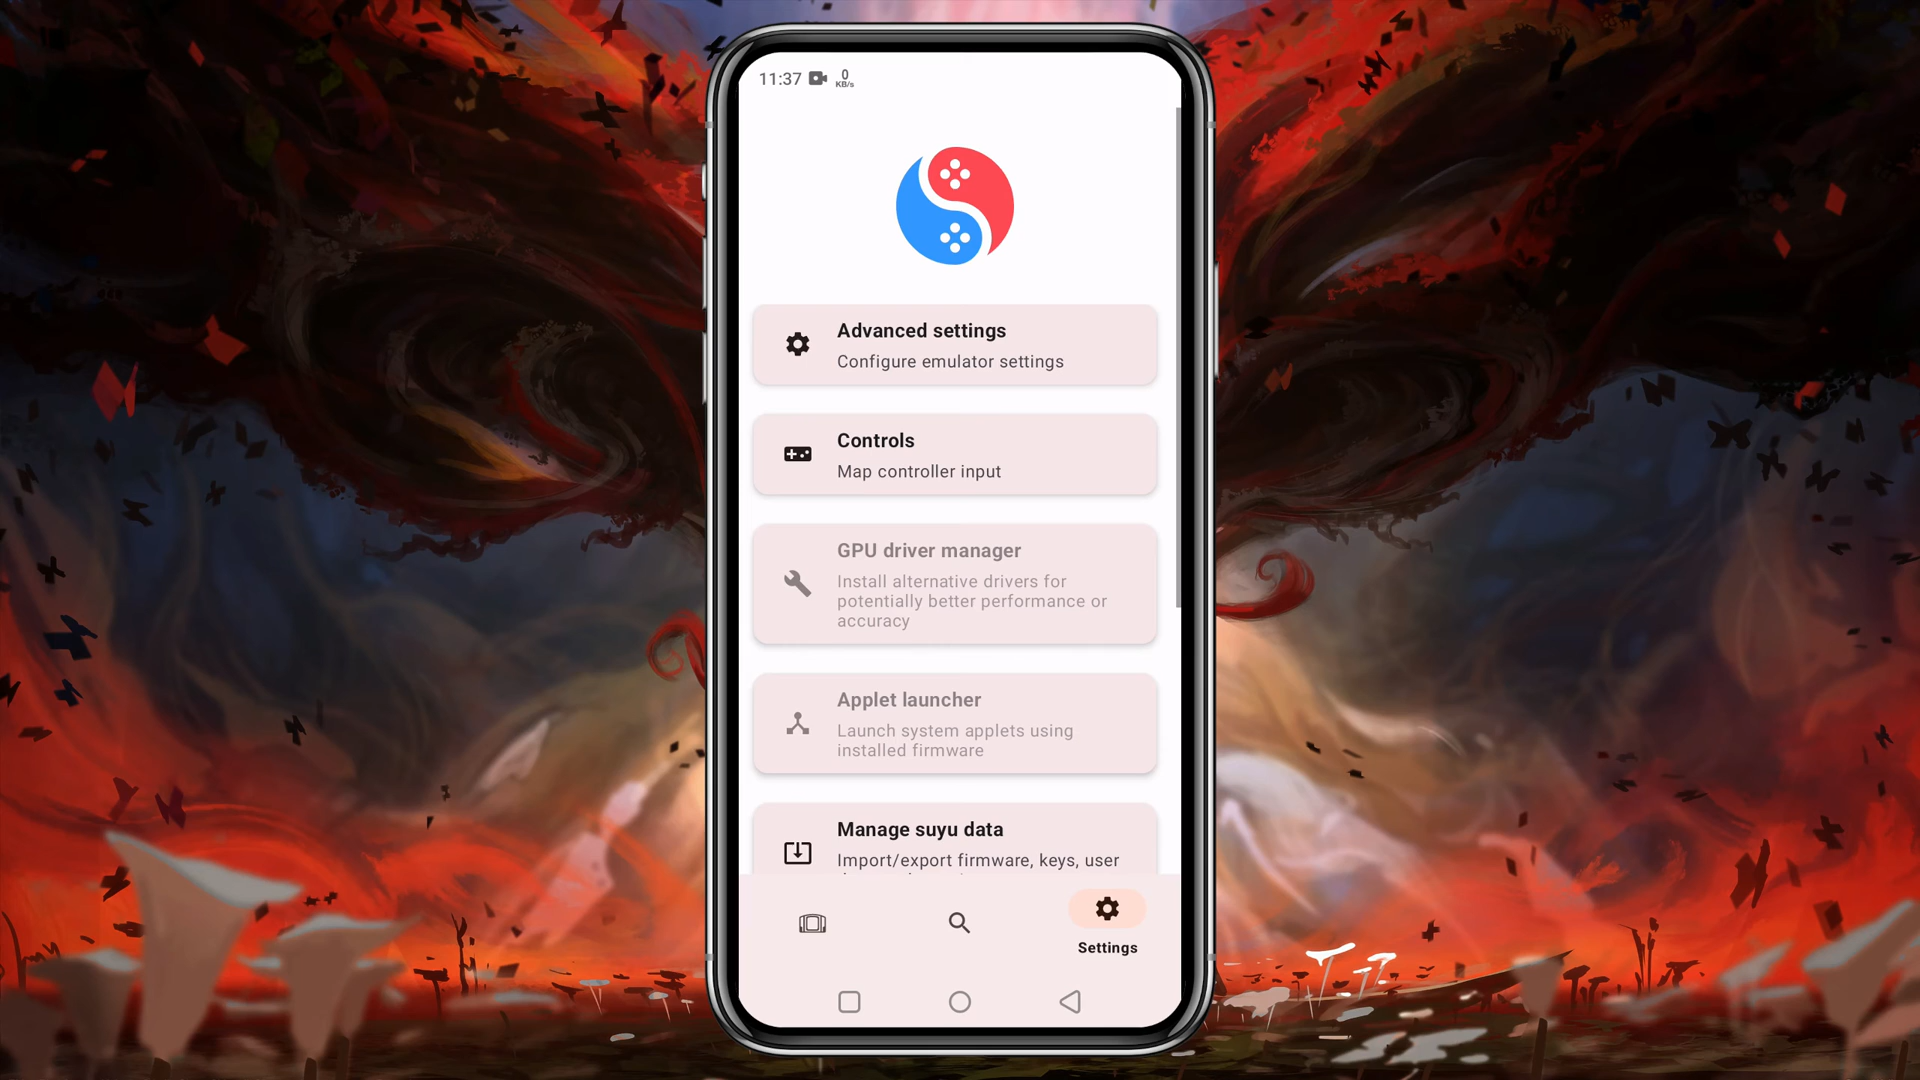 11:37 0 KB/s
Advanced settings
Configure emulator settings
Controls
Map controller input
GPU driver manager
Install alternative drivers for
potentially better performance or
accuracy
Applet launcher
Launch system applets using
installed firmware
Manage suyu data
Import/export firmware, keys, user
Settings